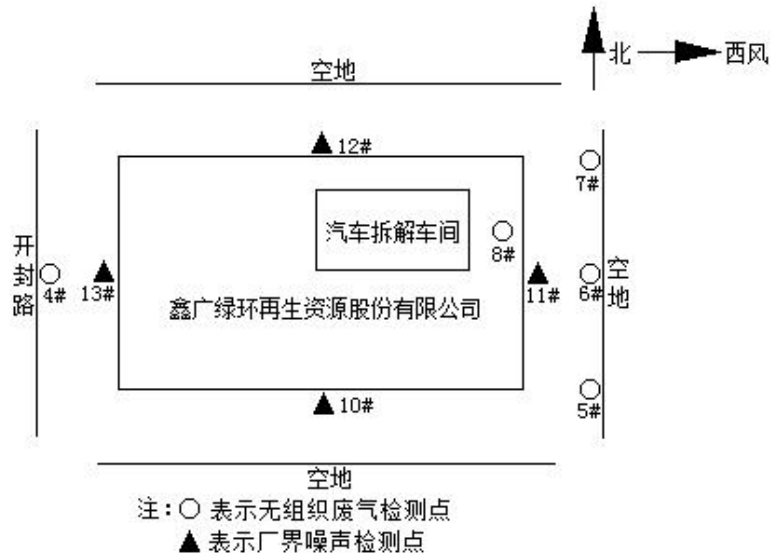 空地
北
西风
12#
7#
汽车拆解车间
8#
开封路
4#
13#
11#
6#
空地
鑫广绿环再生资源股份有限公司
10#
5#
空地
注:○ 表示无组织废气检测点
▲ 表示厂界噪声检测点